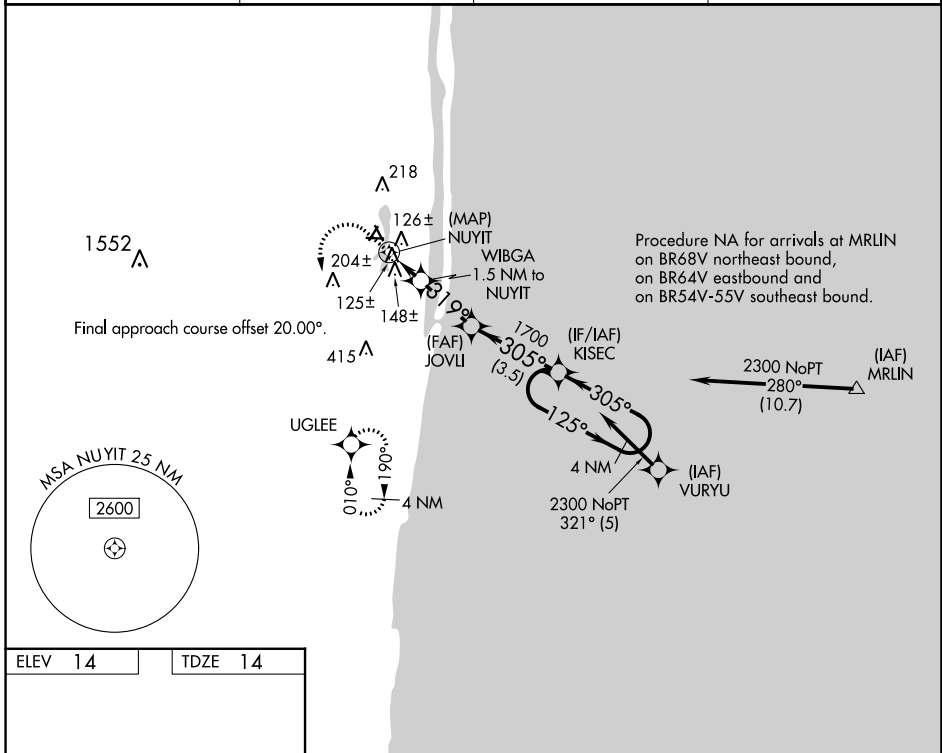 218
126±
(MAP)
NUYIT
1552
204±
125±
148±
WIBGA
1.5 NM to
NUYIT
Procedure NA for arrivals at MRLIN
on BR68V northeast bound,
on BR64V eastbound and
on BR54V-55V southeast bound.
Final approach course offset 20.00°.
319°
415
(FAF)
JOVLI
1700
305°
(3.5)
(IF/IAF)
KISEC
2300 NoPT
280°
(10.7)
(IAF)
MRLIN
305°
125°
UGLEE
010°
190°
4 NM
4 NM
(IAF)
VURYU
2300 NoPT
321° (5)
MSA NUYIT 25 NM
2600
ELEV 14
TDZE 14